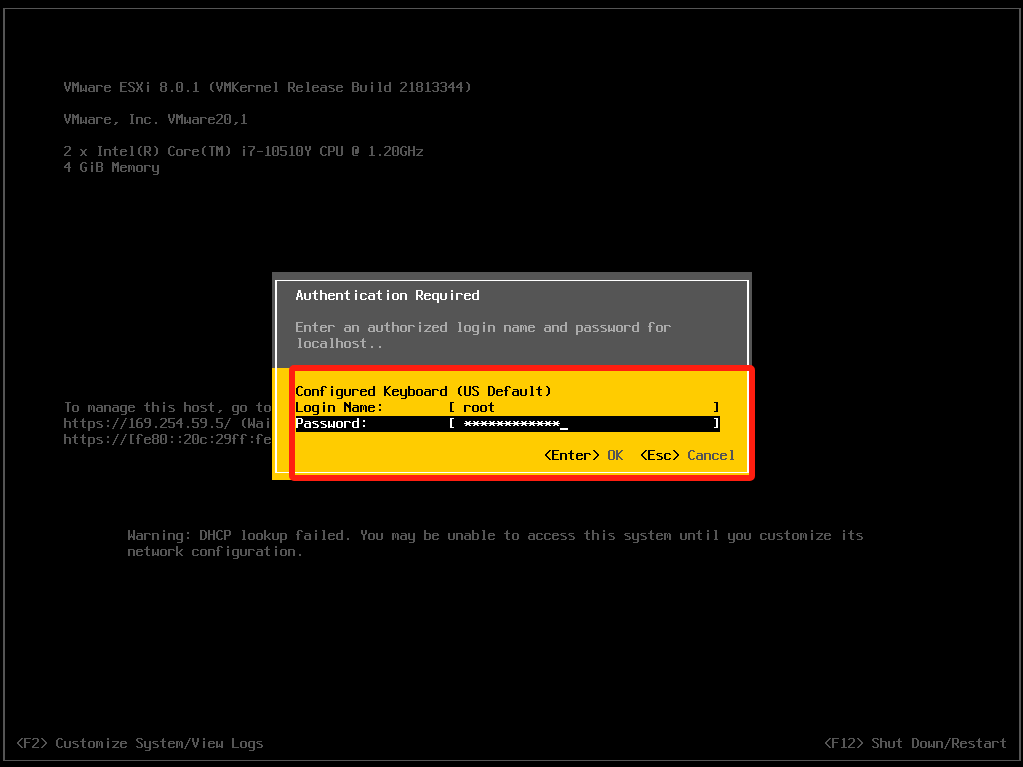 VMware ESXi 8.0.1 (VMKernel Release Build 21813344)
VMware, Inc. VMware20,1
2 x Intel(R) Core(TM) i7-10510Y CPU @ 1.20GHz
4 GiB Memory
Authentication Required
Enter an authorized login name and password for
localhost..
Configured Keyboard (US Default)
Login Name: [ root ]
Password: [ ************_ ]
<Enter> OK <Esc> Cancel
To manage this host, go to
https://169.254.59.5/ (Wai
https://[fe80::20c:29ff:fe
Warning: DHCP lookup failed. You may be unable to access this system until you customize its
network configuration.
<F2> Customize System/View Logs
<F12> Shut Down/Restart